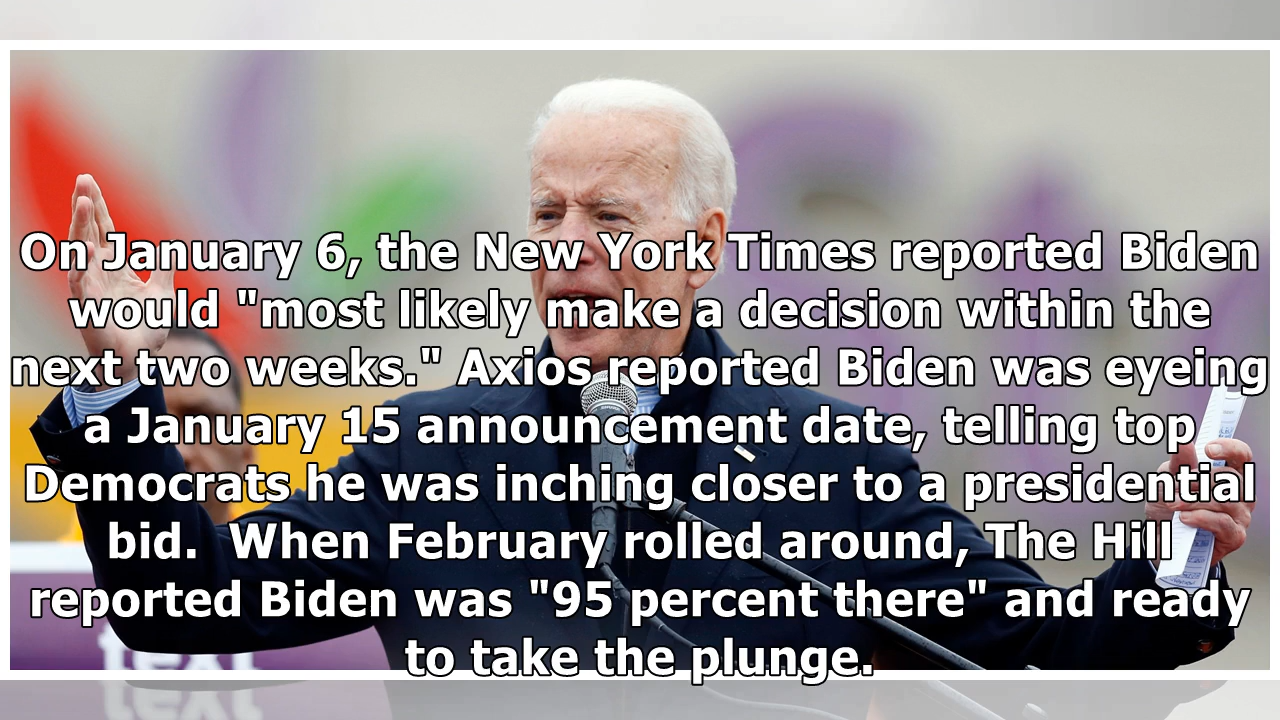 On January 6, the New York Times reported Biden
would "most likely make a decision within the
next two weeks." Axios reported Biden was eyeing
a January 15 announcement date, telling top
Democrats he was inching closer to a presidential
bid.  When February rolled around, The Hill
reported Biden was "95 percent there" and ready
to take the plunge.
text